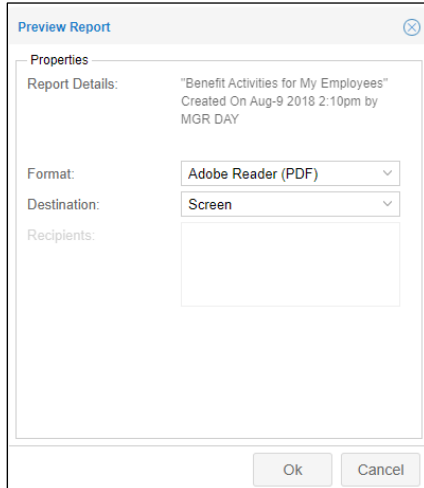 Preview Report
Properties
Report Details:
"Benefit Activities for My Employees"
Created On Aug-9 2018 2:10pm by
MGR DAY
Format:
Adobe Reader (PDF)
Destination:
Screen
Recipients:
Ok
Cancel